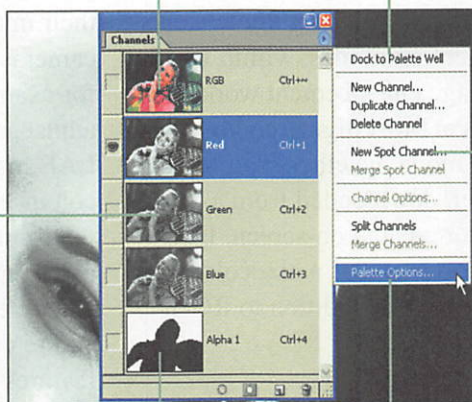 Channels
RGB Ctrl+~
Red Ctrl+1
Green Ctrl+2
Blue Ctrl+3
Alpha 1 Ctrl+4
Dock to Palette Well
New Channel...
Duplicate Channel...
Delete Channel
New Spot Channel...
Merge Spot Channel
Channel Options...
Split Channels
Merge Channels...
Palette Options...